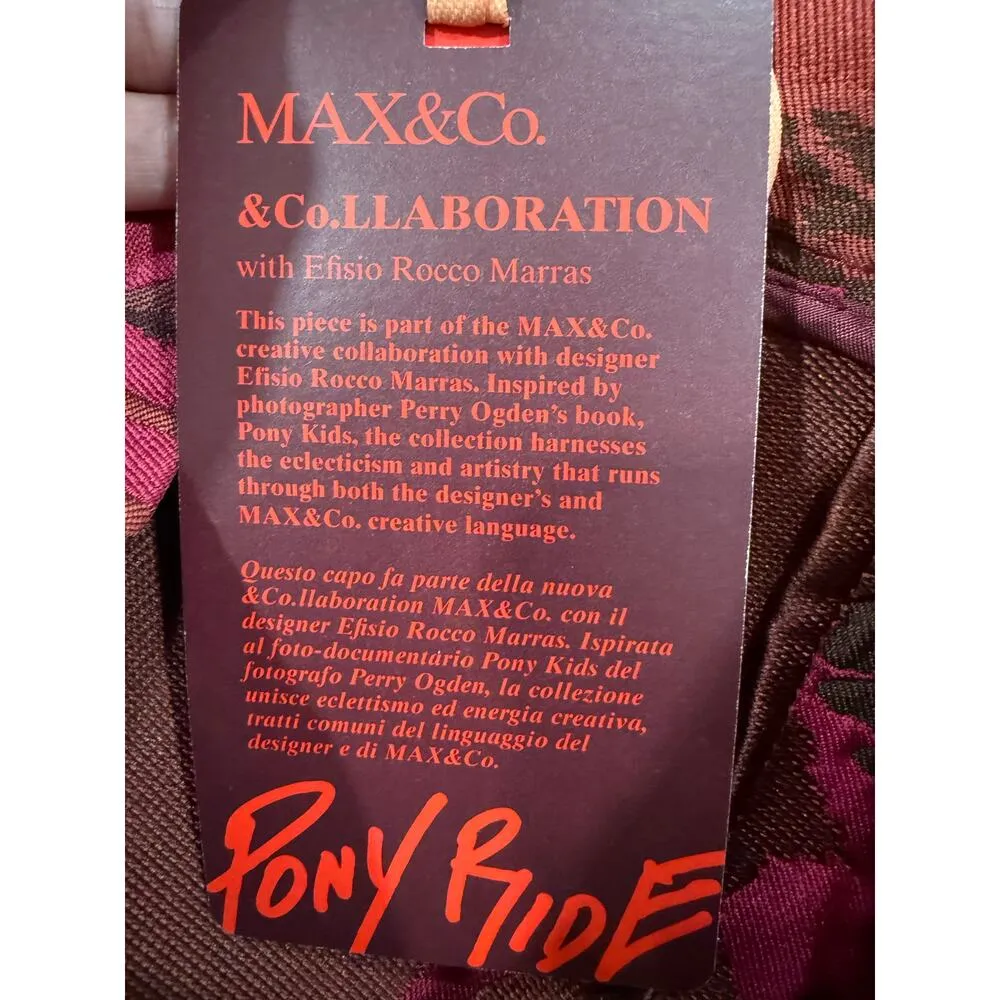 MAX&Co.
&Co.LLABORATION
with Efisio Rocco Marras
This piece is part of the MAX&Co.
creative collaboration with designer
Efisio Rocco Marras. Inspired by
photographer Perry Ogden's book,
Pony Kids, the collection harnesses
the eclecticism and artistry that runs
through both the designer's and
MAX&Co. creative language.
Questo capo fa parte della nuova
&Co.llaboration MAX&Co. con il
designer Efisio Rocco Marras. Ispirata
al foto-documentario Pony Kids del
fotografo Perry Ogden, la collezione
unisce eclettismo ed energia creativa,
tratti comuni del linguaggio del
designer e di MAX&Co.
PONY RIDE